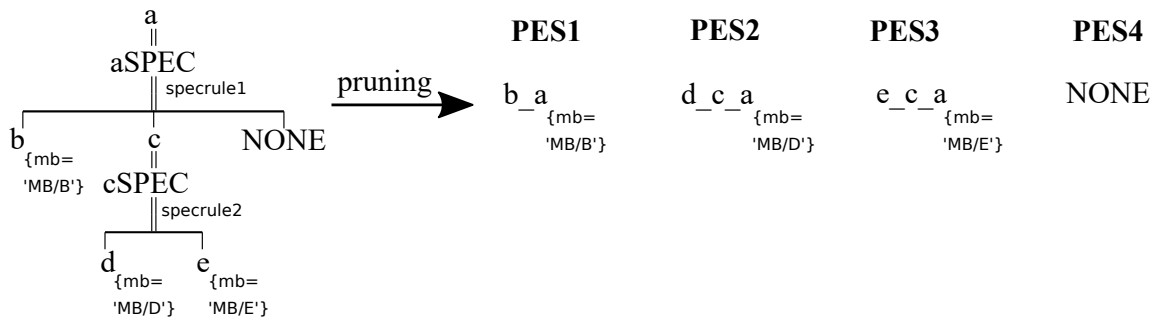 a
aSPEC
specrule1
b
{mb=
'MB/B'}
c
NONE
cSPEC
specrule2
d
{mb=
'MB/D'}
e
{mb=
'MB/E'}
pruning
PES1
PES2
PES3
PES4
b_a
{mb=
'MB/B'}
d_c_a
{mb=
'MB/D'}
e_c_a
{mb=
'MB/E'}
NONE